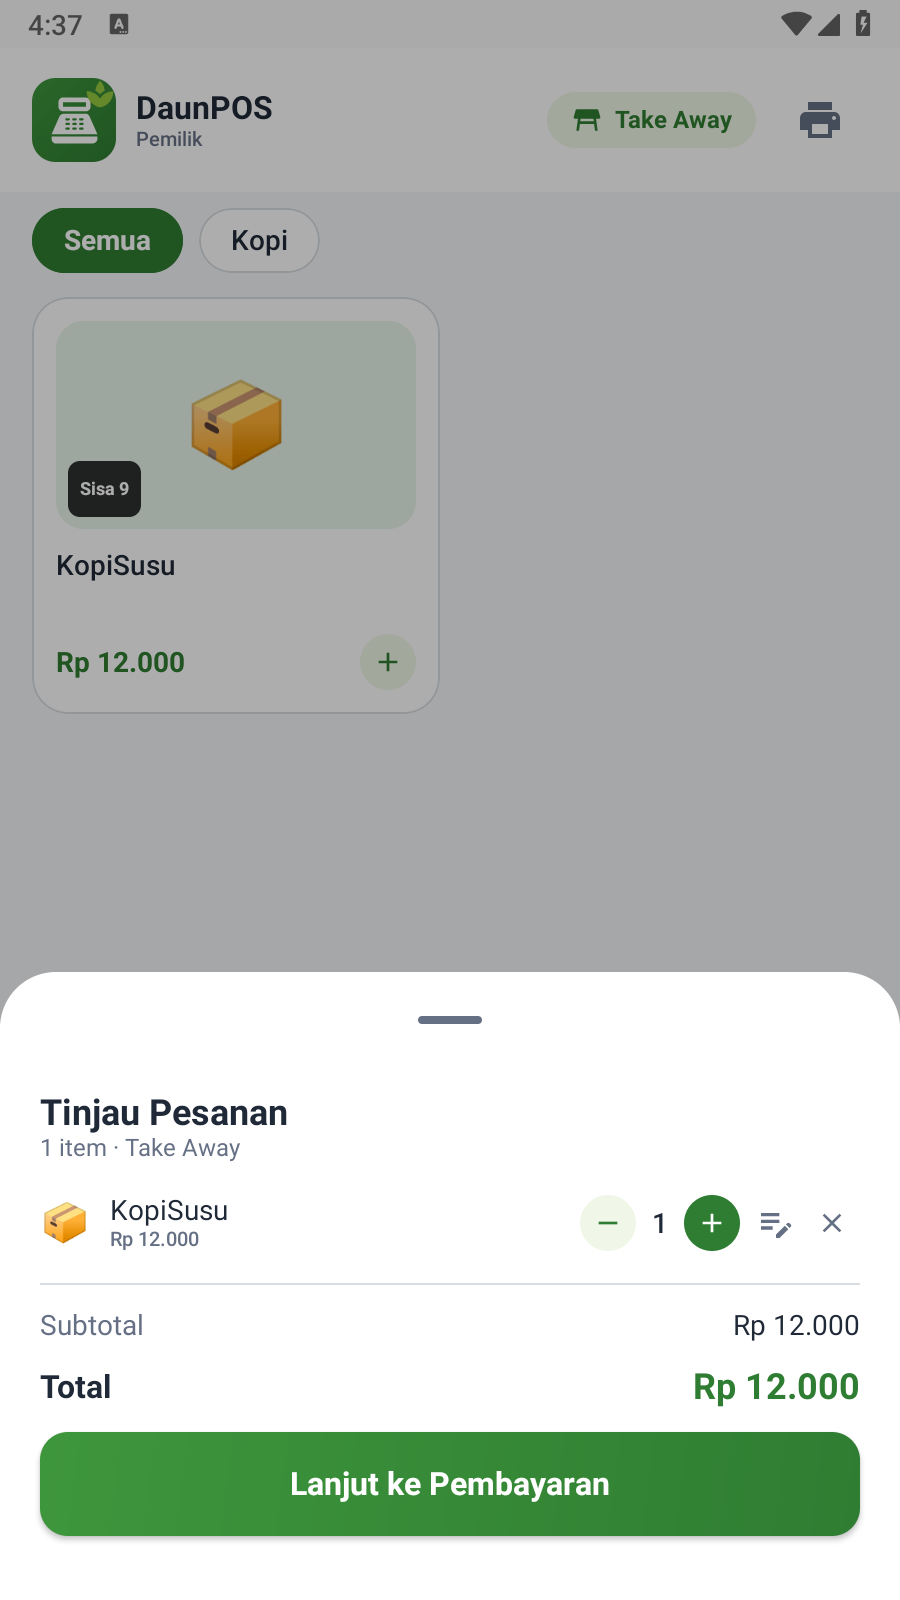 4:37
A
DaunPOS
Pemilik
Take Away
Semua
Kopi
Sisa 9
KopiSusu
Rp 12.000
Tinjau Pesanan
1 item · Take Away
KopiSusu
Rp 12.000
1
Subtotal
Rp 12.000
Total
Rp 12.000
Lanjut ke Pembayaran